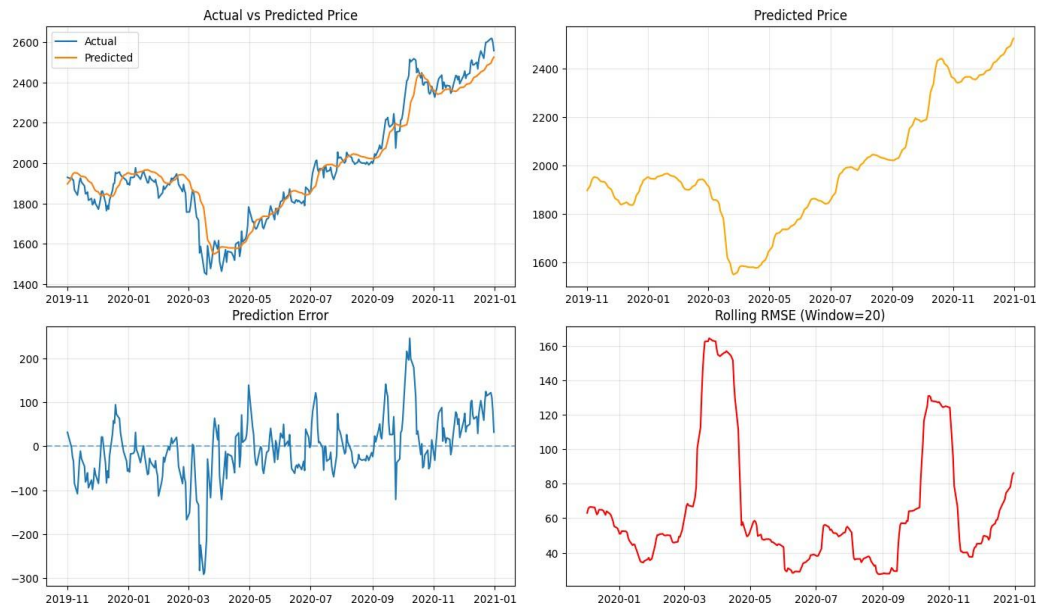 Actual vs Predicted Price
Actual
Predicted
2600
2400
2200
2000
1800
1600
1400
2019-11 2020-01 2020-03 2020-05 2020-07 2020-09 2020-11 2021-01
Predicted Price
2400
2200
2000
1800
1600
2019-11 2020-01 2020-03 2020-05 2020-07 2020-09 2020-11 2021-01
Prediction Error
200
100
0
−100
−200
−300
2019-11 2020-01 2020-03 2020-05 2020-07 2020-09 2020-11 2021-01
Rolling RMSE (Window=20)
160
140
120
100
80
60
40
2020-01 2020-03 2020-05 2020-07 2020-09 2020-11 2021-01